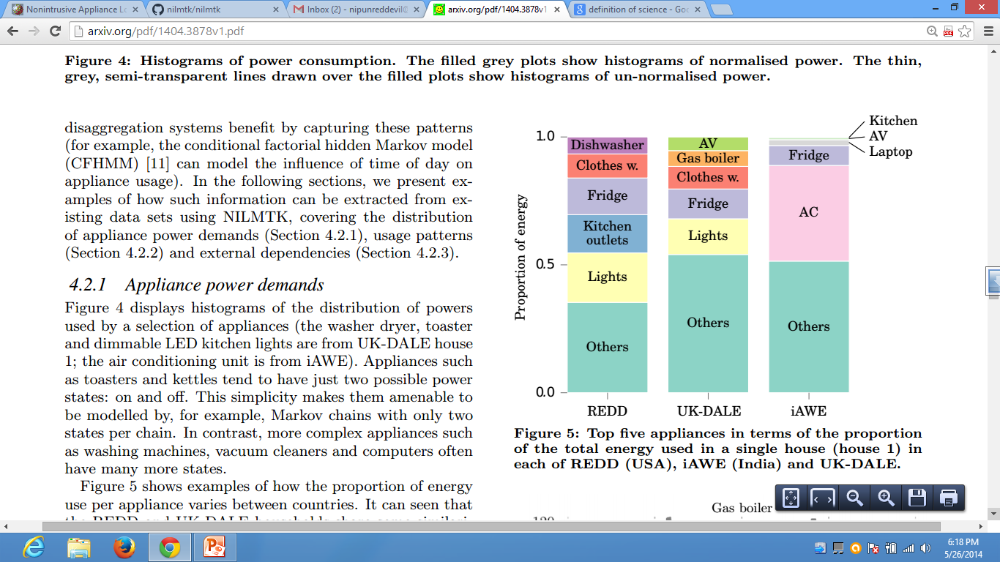 Nonintrusive Appliance Lo
nilmtk/nilmtk
Inbox (2) - nipunreddevil@
arxiv.org/pdf/1404.3878v1
definition of science - Goo
arxiv.org/pdf/1404.3878v1.pdf
Figure 4: Histograms of power consumption. The filled grey plots show histograms of normalised power. The thin,
grey, semi-transparent lines drawn over the filled plots show histograms of un-normalised power.
disaggregation systems benefit by capturing these patterns
(for example, the conditional factorial hidden Markov model
(CFHMM) [11] can model the influence of time of day on
appliance usage). In the following sections, we present ex-
amples of how such information can be extracted from ex-
isting data sets using NILMTK, covering the distribution
of appliance power demands (Section 4.2.1), usage patterns
(Section 4.2.2) and external dependencies (Section 4.2.3).
4.2.1 Appliance power demands
Figure 4 displays histograms of the distribution of powers
used by a selection of appliances (the washer dryer, toaster
and dimmable LED kitchen lights are from UK-DALE house
1; the air conditioning unit is from iAWE). Appliances such
as toasters and kettles tend to have just two possible power
states: on and off. This simplicity makes them amenable to
be modelled by, for example, Markov chains with only two
states per chain. In contrast, more complex appliances such
as washing machines, vacuum cleaners and computers often
have many more states.
Figure 5 shows examples of how the proportion of energy
use per appliance varies between countries. It can seen that
the REDD and UK-DALE households share some similari-
Proportion of energy
1.0
0.5
0.0
Dishwasher
Clothes w.
Fridge
Kitchen
outlets
Lights
Others
REDD
AV
Gas boiler
Clothes w.
Fridge
Lights
Others
UK-DALE
Kitchen
AV
Laptop
Fridge
AC
Others
iAWE
Figure 5: Top five appliances in terms of the proportion
of the total energy used in a single house (house 1) in
each of REDD (USA), iAWE (India) and UK-DALE.
Gas boiler
120
6:18 PM
5/26/2014